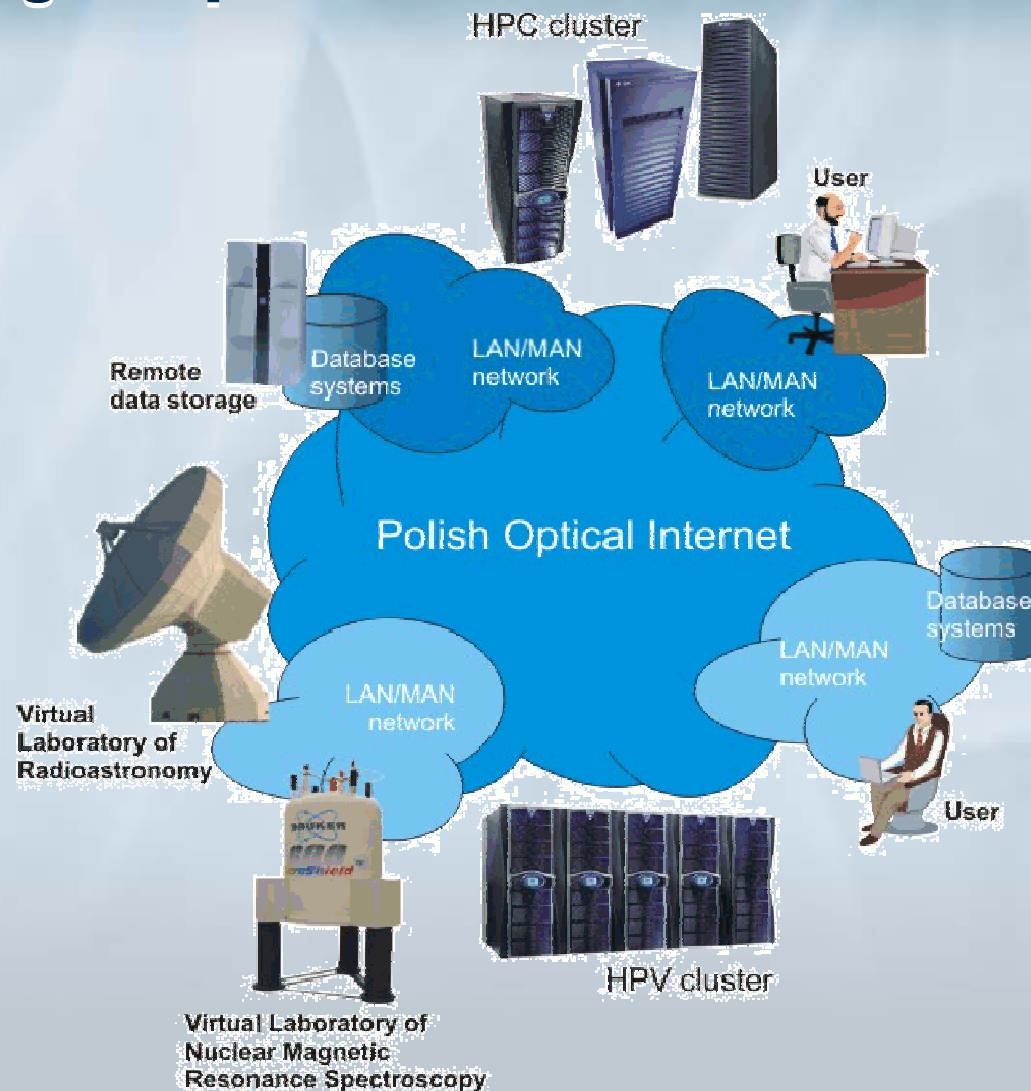 HPC cluster
User
LAN/MAN
network
Database
systems
LAN/MAN
network
Remote
data storage
Polish Optical Internet
Database
systems
LAN/MAN
network
LAN/MAN
network
Virtual
Laboratory of
Radioastronomy
User
BRUKER
HPV cluster
Virtual Laboratory of
Nuclear Magnetic
Resonance Spectroscopy